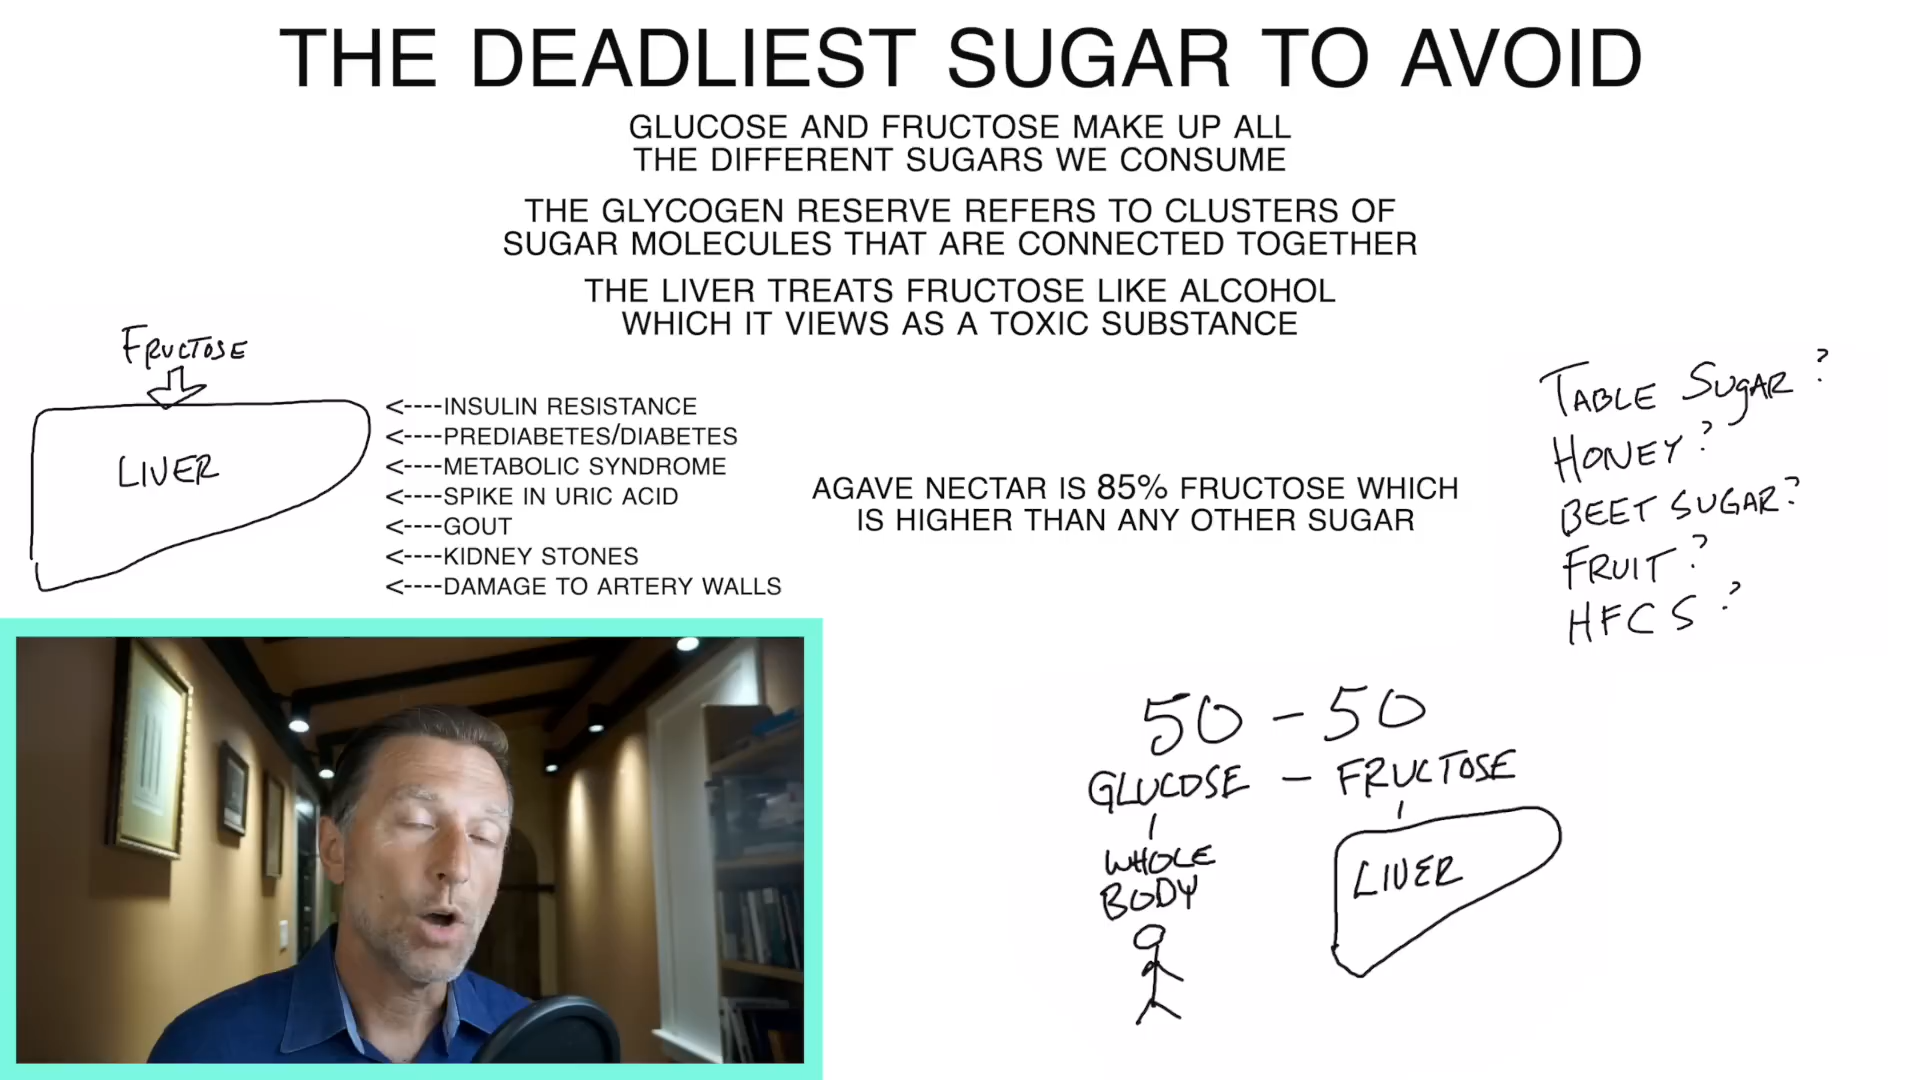 THE DEADLIEST SUGAR TO AVOID
GLUCOSE AND FRUCTOSE MAKE UP ALL
THE DIFFERENT SUGARS WE CONSUME
THE GLYCOGEN RESERVE REFERS TO CLUSTERS OF
SUGAR MOLECULES THAT ARE CONNECTED TOGETHER
THE LIVER TREATS FRUCTOSE LIKE ALCOHOL
WHICH IT VIEWS AS A TOXIC SUBSTANCE
FRUCTOSE
LIVER
<----INSULIN RESISTANCE
<----PREDIABETES/DIABETES
<----METABOLIC SYNDROME
<----SPIKE IN URIC ACID
<----GOUT
<----KIDNEY STONES
<----DAMAGE TO ARTERY WALLS
AGAVE NECTAR IS 85% FRUCTOSE WHICH
IS HIGHER THAN ANY OTHER SUGAR
TABLE SUGAR?
HONEY?
BEET SUGAR?
FRUIT?
HFCS?
50 - 50
GLUCOSE - FRUCTOSE
WHOLE
BODY
LIVER